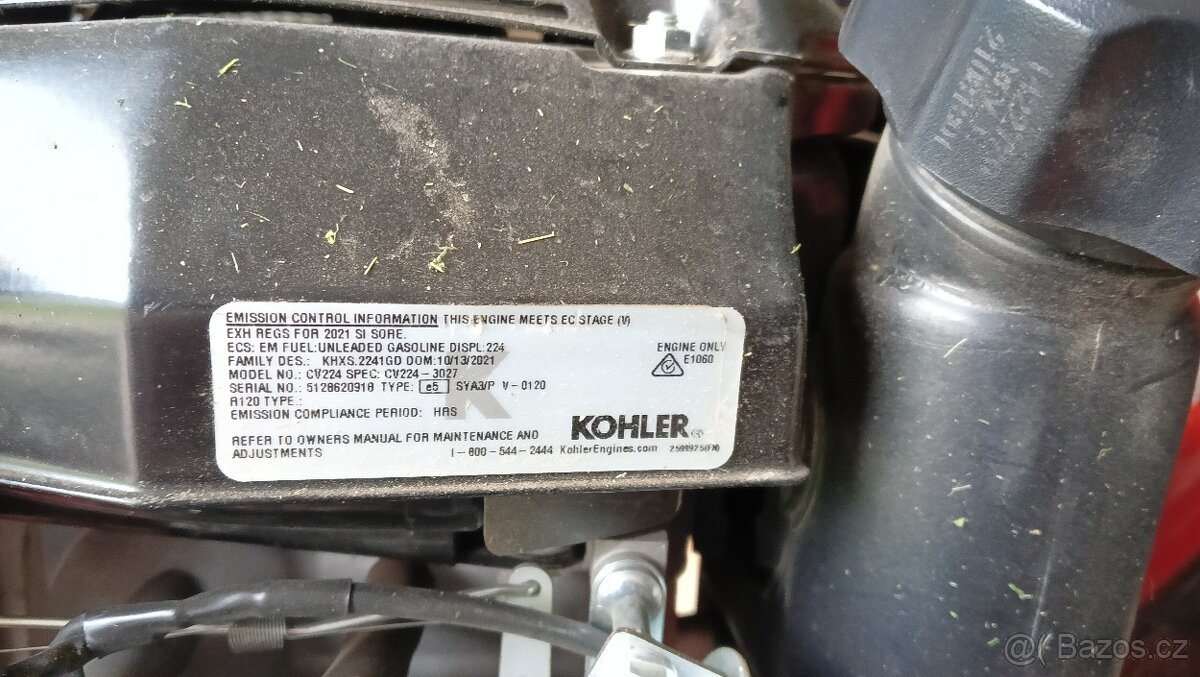 EMISSION CONTROL INFORMATION THIS ENGINE MEETS EC STAGE (V)
EXH REGS FOR 2021 SI SORE.
ECS: EM FUEL:UNLEADED GASOLINE DISPL:224
FAMILY DES.: KHXS.2241GD DOM:10/13/2021
MODEL NO.: CV224 SPEC: CV224-3027
SERIAL NO.: 5128620918 TYPE: e5 SYA3/P V-0120
R120 TYPE.:
EMISSION COMPLIANCE PERIOD: HRS
ENGINE ONLY
E1060
K
KOHLER
REFER TO OWNERS MANUAL FOR MAINTENANCE AND
ADJUSTMENTS 1-800-544-2444 KohlerEngines.com 2599925(FN)
Bazos.cz